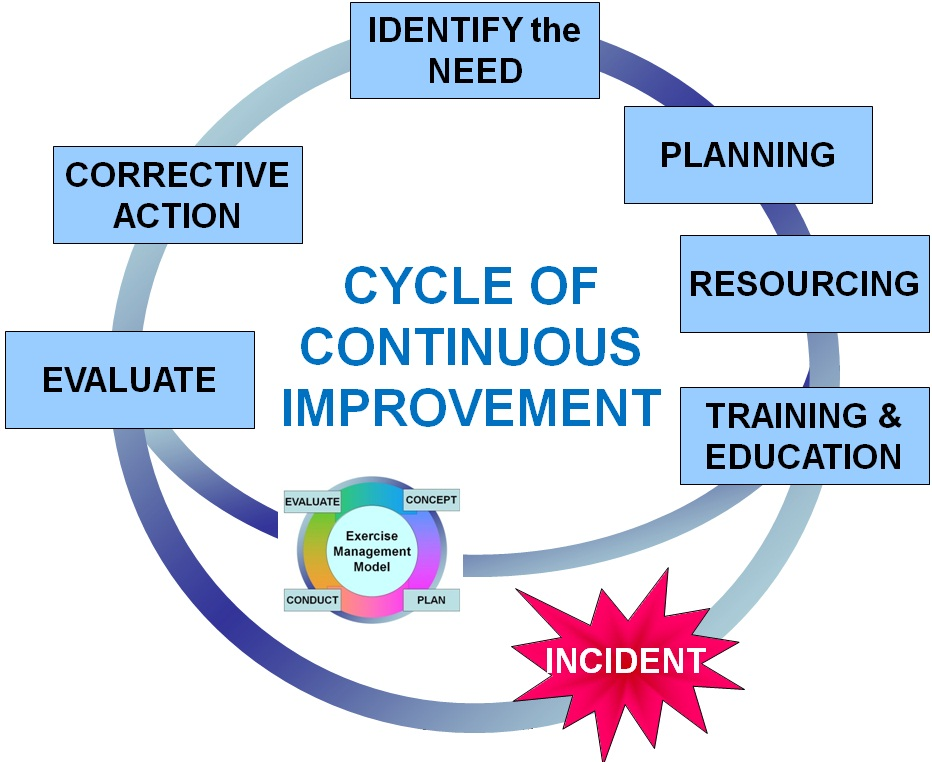 IDENTIFY the
NEED
PLANNING
CORRECTIVE
ACTION
RESOURCING
CYCLE OF
CONTINUOUS
IMPROVEMENT
EVALUATE
TRAINING &
EDUCATION
EVALUATE
CONCEPT
Exercise
Management
Model
CONDUCT
PLAN
INCIDENT